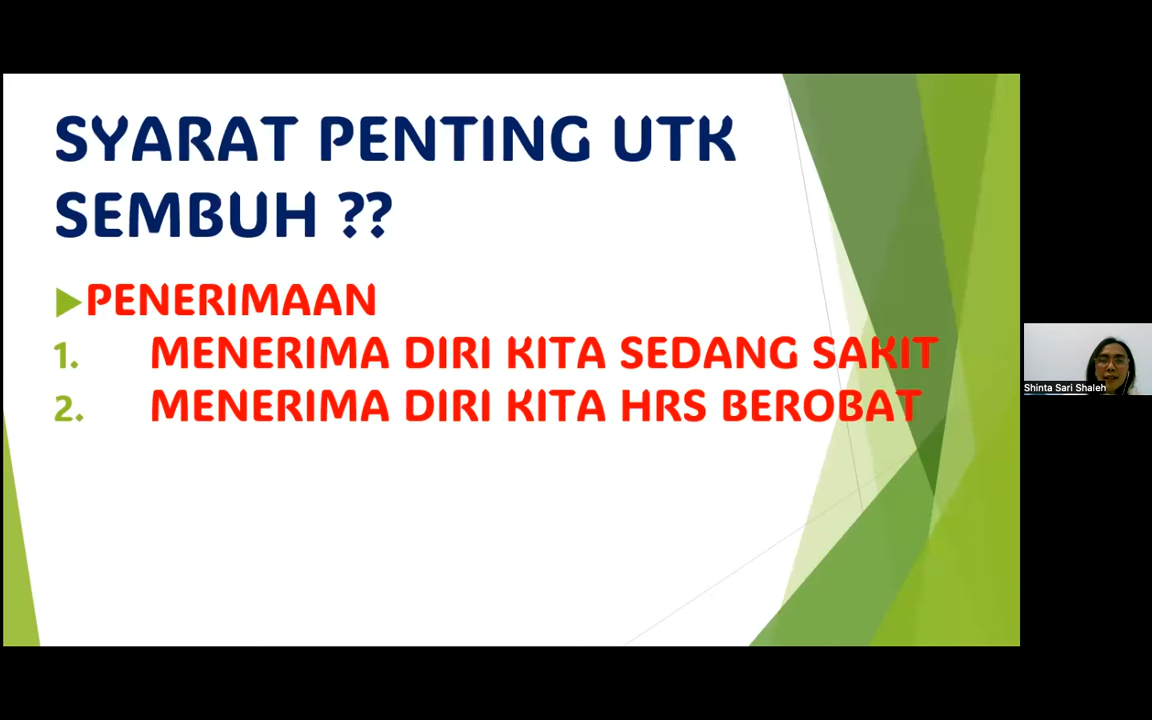 SYARAT PENTING UTK
SEMBUH ??
PENERIMAAN
1. MENERIMA DIRI KITA SEDANG SAKIT
2. MENERIMA DIRI KITA HRS BEROBAT
Shinta Sari Shaleh